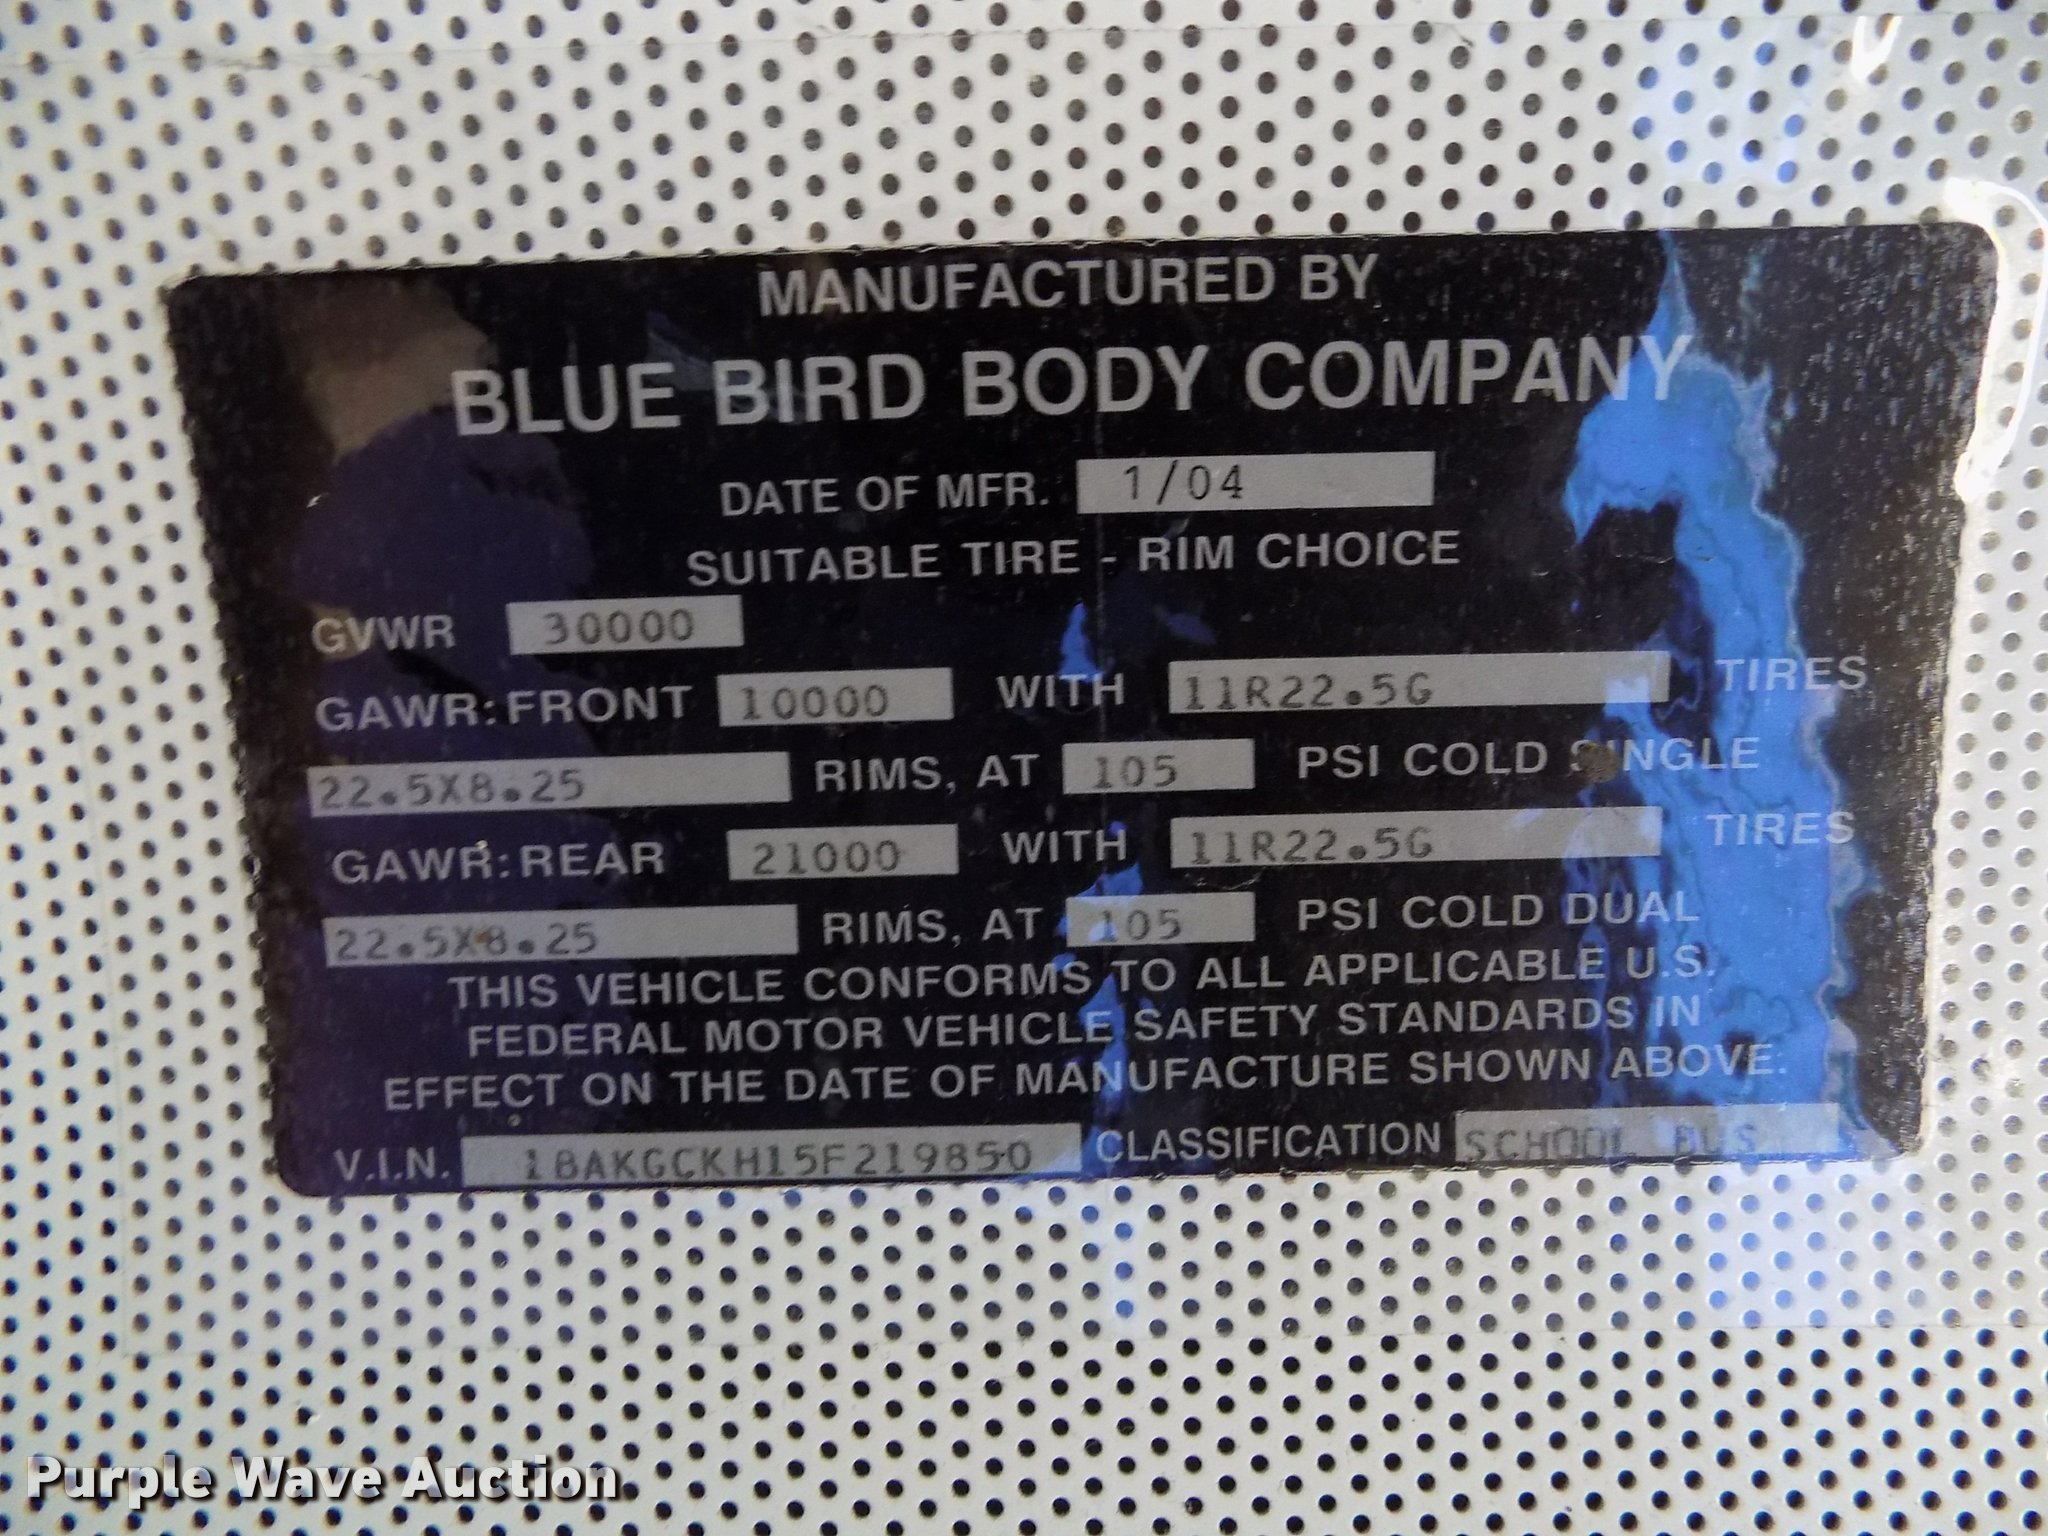 MANUFACTURED BY
BLUE BIRD BODY COMPANY
DATE OF MFR. 1/04
SUITABLE TIRE - RIM CHOICE
GVWR 30000
GAWR: FRONT 10000 WITH 11R22.5G TIRES
22.5X8.25 RIMS, AT 105 PSI COLD SINGLE
GAWR: REAR 21000 WITH 11R22.5G TIRES
22.5X8.25 RIMS, AT 105 PSI COLD DUAL
THIS VEHICLE CONFORMS TO ALL APPLICABLE U.S.
FEDERAL MOTOR VEHICLE SAFETY STANDARDS IN
EFFECT ON THE DATE OF MANUFACTURE SHOWN ABOVE.
V.I.N. 1BAKGCKH15F219850 CLASSIFICATION SCHOOL BUS
Purple Wave Auction